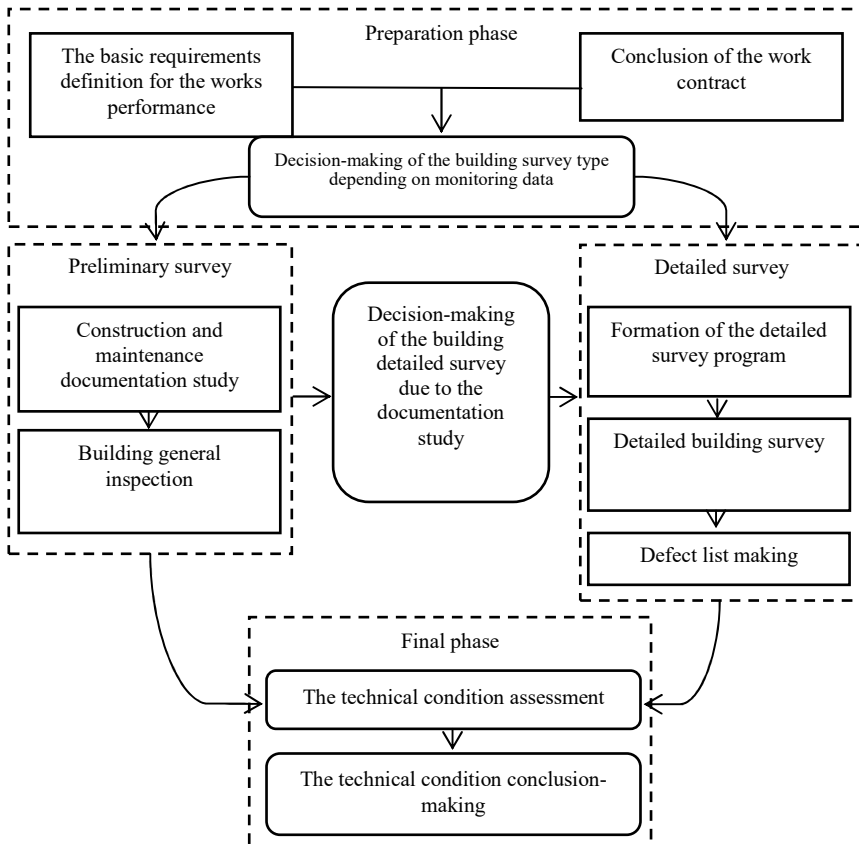 Preparation phase
The basic requirements
definition for the works
performance
Conclusion of the work
contract
Decision-making of the building survey type
depending on monitoring data
Preliminary survey
Construction and
maintenance
documentation study
Building general
inspection
Decision-making
of the building
detailed survey
due to the
documentation
study
Detailed survey
Formation of the detailed
survey program
Detailed building survey
Defect list making
Final phase
The technical condition assessment
The technical condition conclusion-
making